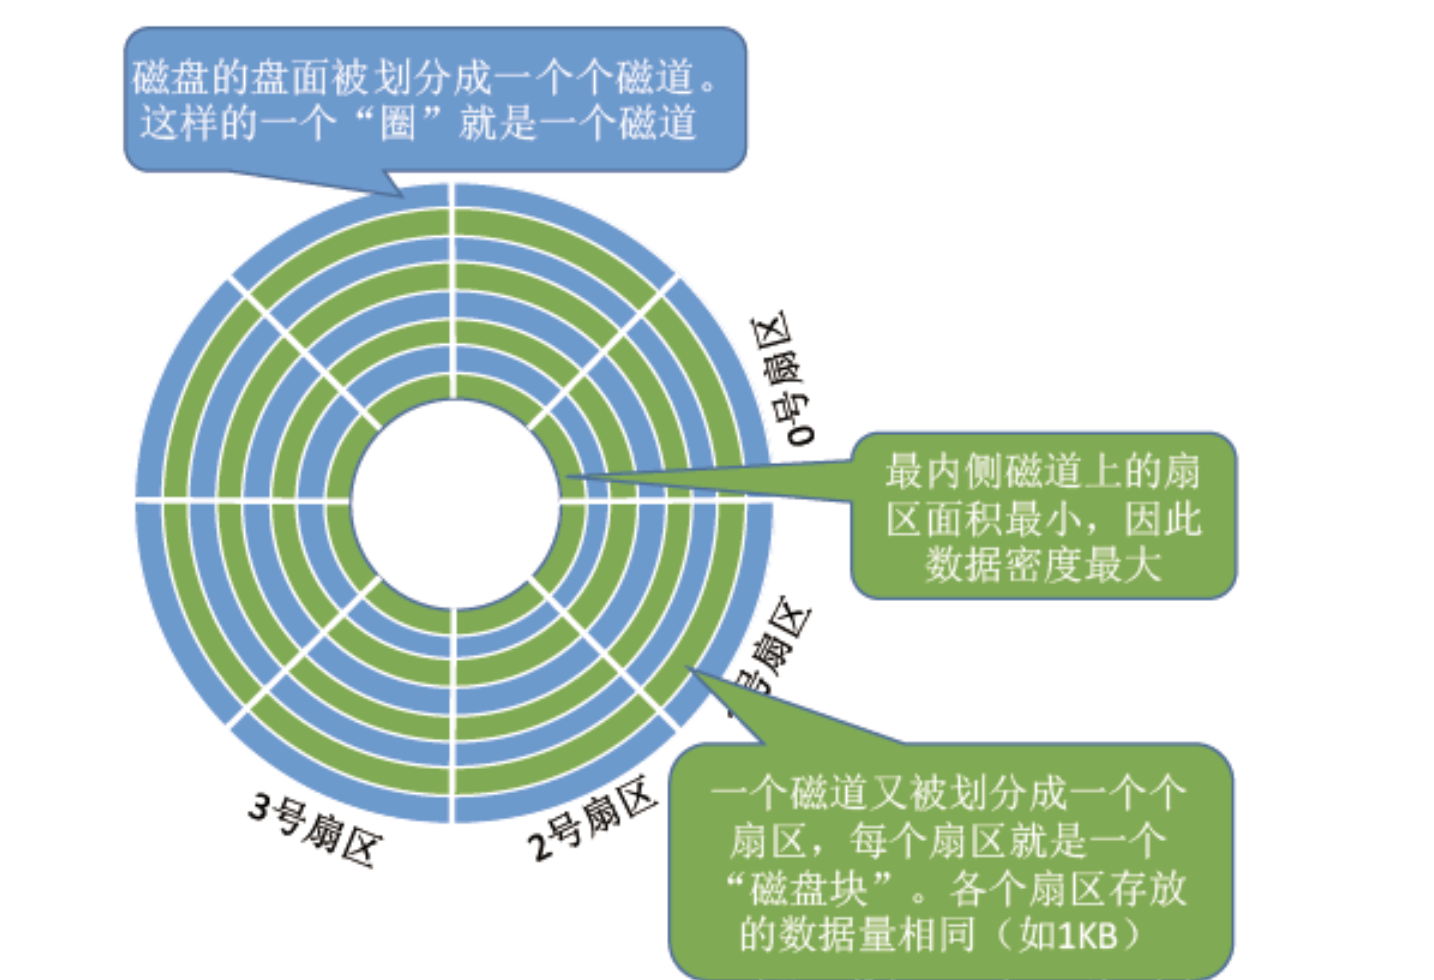 磁盘的盘面被划分成一个个磁道。
这样的一个“圈”就是一个磁道
0号扇区
最内侧磁道上的扇
区面积最小，因此
数据密度最大
号扇区
2号扇区
3号扇区
一个磁道又被划分成一个个
扇区，每个扇区就是一个
“磁盘块”。各个扇区存放
的数据量相同（如1KB）